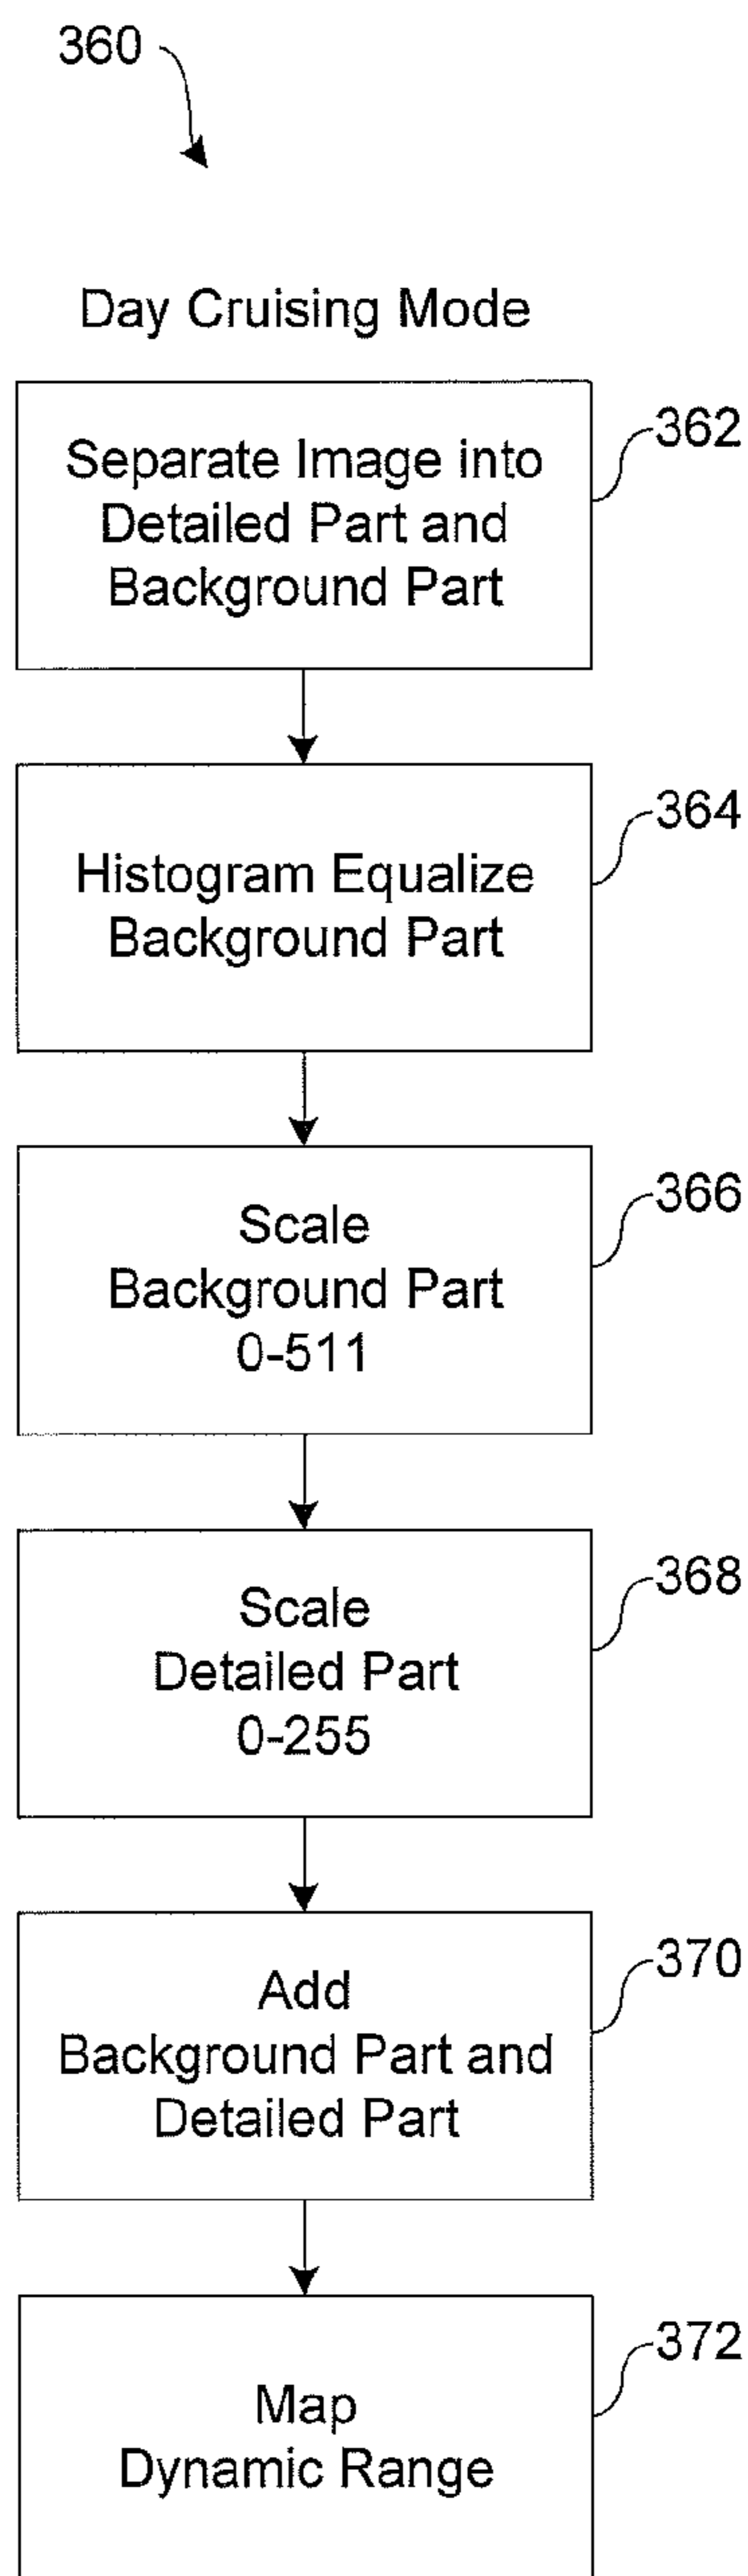 360
Day Cruising Mode
Separate Image into
Detailed Part and
Background Part
362
Histogram Equalize
Background Part
364
Scale
Background Part
0-511
366
Scale
Detailed Part
0-255
368
Add
Background Part and
Detailed Part
370
Map
Dynamic Range
372